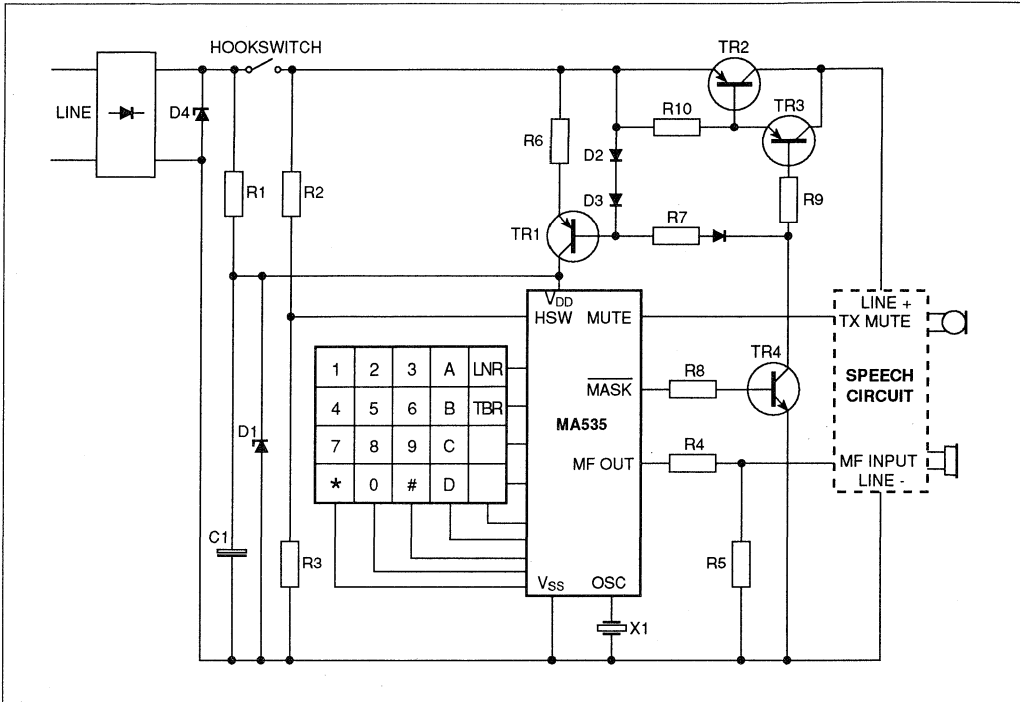 HOOKSWITCH
TR2
LINE
D4
R10
TR3
R6
D2
R1
R2
D3
R9
R7
TR1
VDD
HSW
MUTE
LINE +
TX MUTE
TR4
1 2 3 A LNR
R8
SPEECH
CIRCUIT
MASK
4 5 6 B TBR
MA535
D1
7 8 9 C
R4
MF OUT
MF INPUT
LINE -
* 0 # D
C1
R3
R5
VSS
OSC
X1